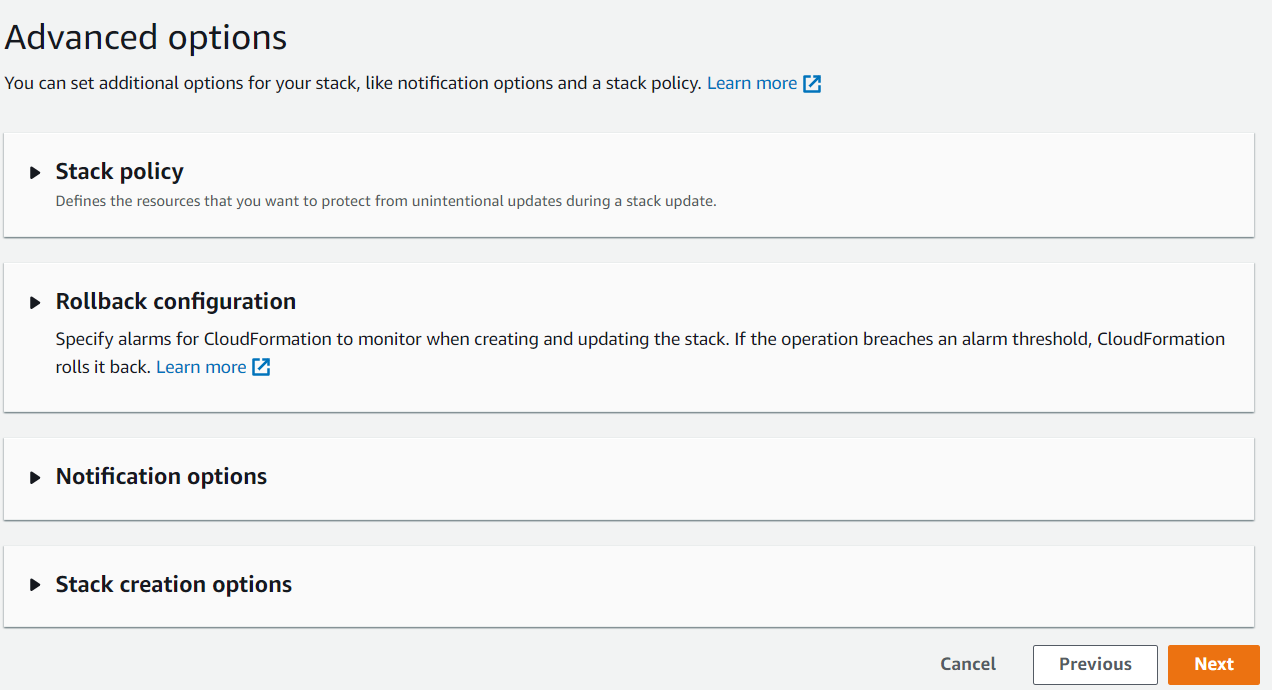 Advanced options
You can set additional options for your stack, like notification options and a stack policy. Learn more
Stack policy
Defines the resources that you want to protect from unintentional updates during a stack update.
Rollback configuration
Specify alarms for CloudFormation to monitor when creating and updating the stack. If the operation breaches an alarm threshold, CloudFormation
rolls it back. Learn more
Notification options
Stack creation options
Cancel Previous Next